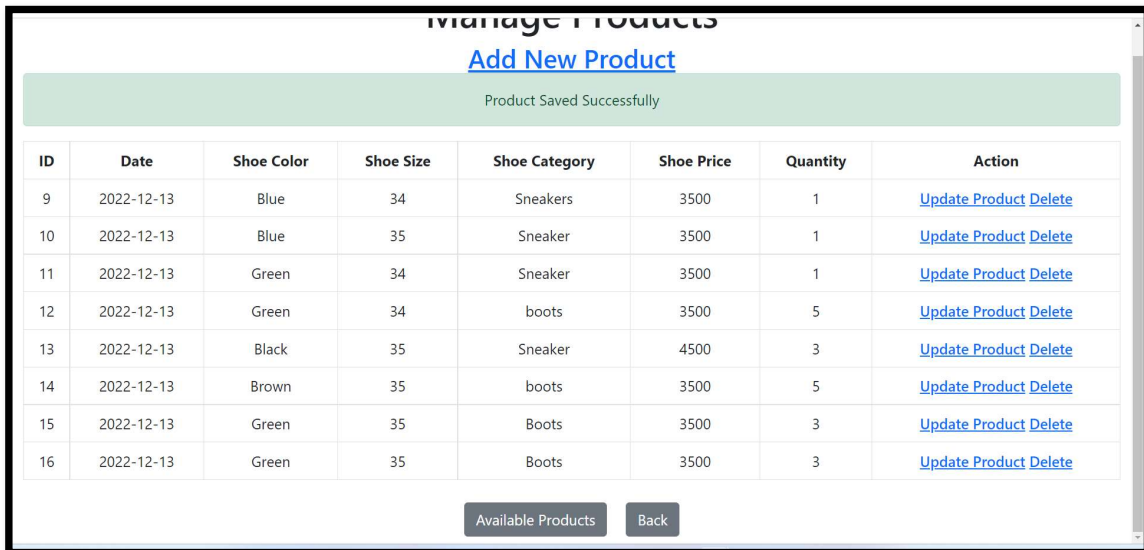 Manage Products
Add New Product
Product Saved Successfully
ID Date Shoe Color Shoe Size Shoe Category Shoe Price Quantity Action
9 2022-12-13 Blue 34 Sneakers 3500 1 Update Product Delete
10 2022-12-13 Blue 35 Sneaker 3500 1 Update Product Delete
11 2022-12-13 Green 34 Sneaker 3500 1 Update Product Delete
12 2022-12-13 Green 34 boots 3500 5 Update Product Delete
13 2022-12-13 Black 35 Sneaker 4500 3 Update Product Delete
14 2022-12-13 Brown 35 boots 3500 5 Update Product Delete
15 2022-12-13 Green 35 Boots 3500 3 Update Product Delete
16 2022-12-13 Green 35 Boots 3500 3 Update Product Delete
Available Products Back